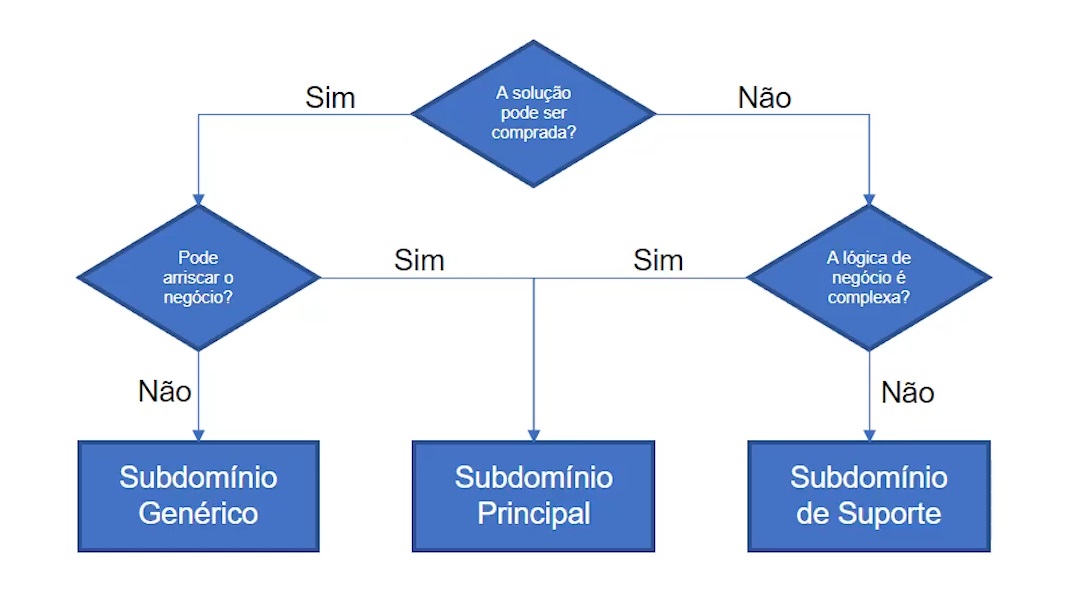 Sim
A solução
pode ser
comprada?
Não
Pode
arriscar o
negócio?
Sim
Sim
A lógica de
negócio é
complexa?
Não
Não
Subdomínio
Genérico
Subdomínio
Principal
Subdomínio
de Suporte